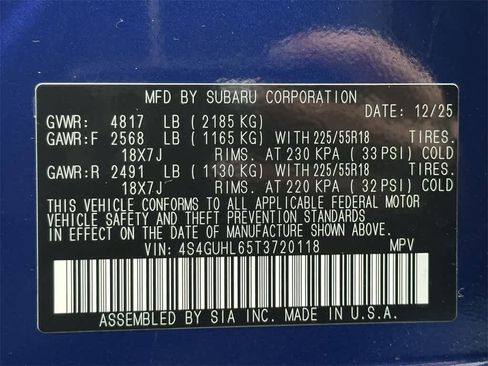 MFD BY SUBARU CORPORATION
DATE: 12/25
GVWR: 4817 LB (2185 KG)
GAWR:F 2568 LB (1165 KG) WITH 225/55R18 TIRES.
18X7J RIMS. AT 230 KPA (33 PSI) COLD
GAWR:R 2491 LB (1130 KG) WITH 225/55R18 TIRES.
18X7J RIMS. AT 220 KPA (32 PSI) COLD
THIS VEHICLE CONFORMS TO ALL APPLICABLE FEDERAL MOTOR
VEHICLE SAFETY AND THEFT PREVENTION STANDARDS
IN EFFECT ON THE DATE OF MANUFACTURE SHOWN ABOVE.
VIN: 4S4GUHL65T3720118 MPV
ASSEMBLED BY SIA INC. MADE IN U.S.A.